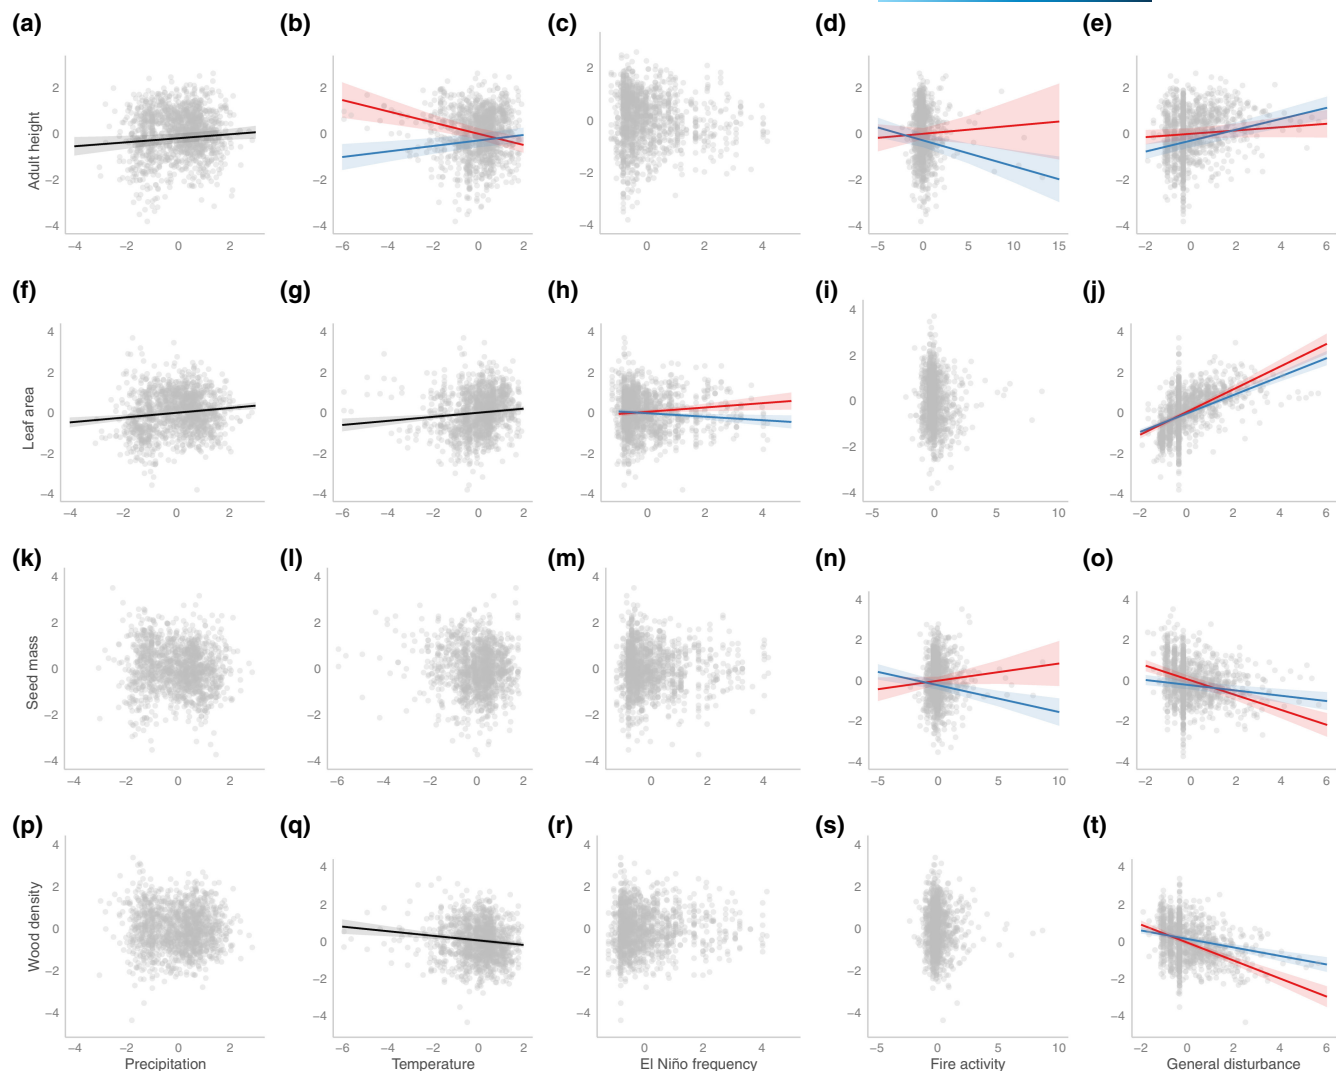 (a) (b) (c) (d) (e)
Adult height
2 0 −2 −4
−4 −2 0 2
2 0 −2 −4
−6 −4 −2 0 2
2 0 −2 −4
0 2 4
2 0 −2 −4
−5 0 5 10 15
2 0 −2 −4
−2 0 2 4 6
(f) (g) (h) (i) (j)
Leaf area
4 2 0 −2 −4
−4 −2 0 2
4 2 0 −2 −4
−6 −4 −2 0 2
4 2 0 −2 −4
0 2 4
4 2 0 −2 −4
−5 0 5 10
4 2 0 −2 −4
−2 0 2 4 6
(k) (l) (m) (n) (o)
Seed mass
4 2 0 −2 −4
−4 −2 0 2
4 2 0 −2 −4
−6 −4 −2 0 2
4 2 0 −2 −4
0 2 4
4 2 0 −2 −4
−5 0 5 10
4 2 0 −2 −4
−2 0 2 4 6
(p) (q) (r) (s) (t)
Wood density
4 2 0 −2 −4
−4 −2 0 2
4 2 0 −2 −4
−6 −4 −2 0 2
4 2 0 −2 −4
0 2 4
4 2 0 −2 −4
−5 0 5 10
4 2 0 −2 −4
−2 0 2 4 6
Precipitation Temperature El Niño frequency Fire activity General disturbance